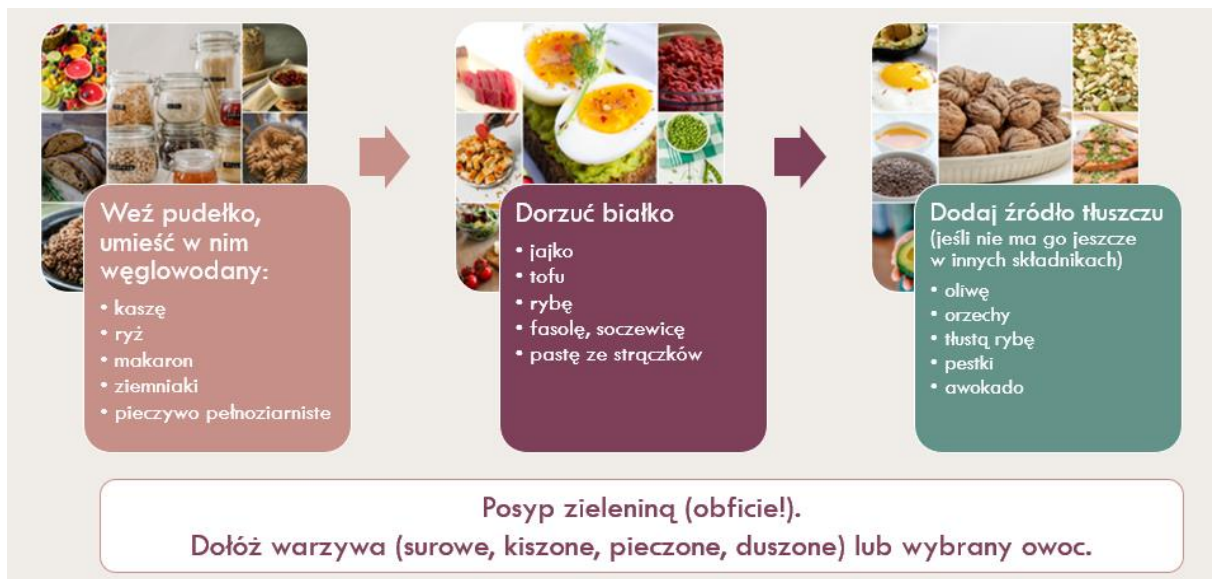 Weź pudełko,
umieść w nim
węglowodany:
• kaszę
• ryż
• makaron
• ziemniaki
• pieczywo pełnoziarniste
Dorzuć białko
• jajko
• tofu
• rybę
• fasolę, soczewicę
• pastę ze strączków
Dodaj źródło tłuszczu
(jeśli nie ma go jeszcze
w innych składnikach)
• oliwę
• orzechy
• tłustą rybę
• pestki
• awokado
Posyp zieleniną (obficie!).
Dołóż warzywa (surowe, kiszone, pieczone, duszone) lub wybrany owoc.